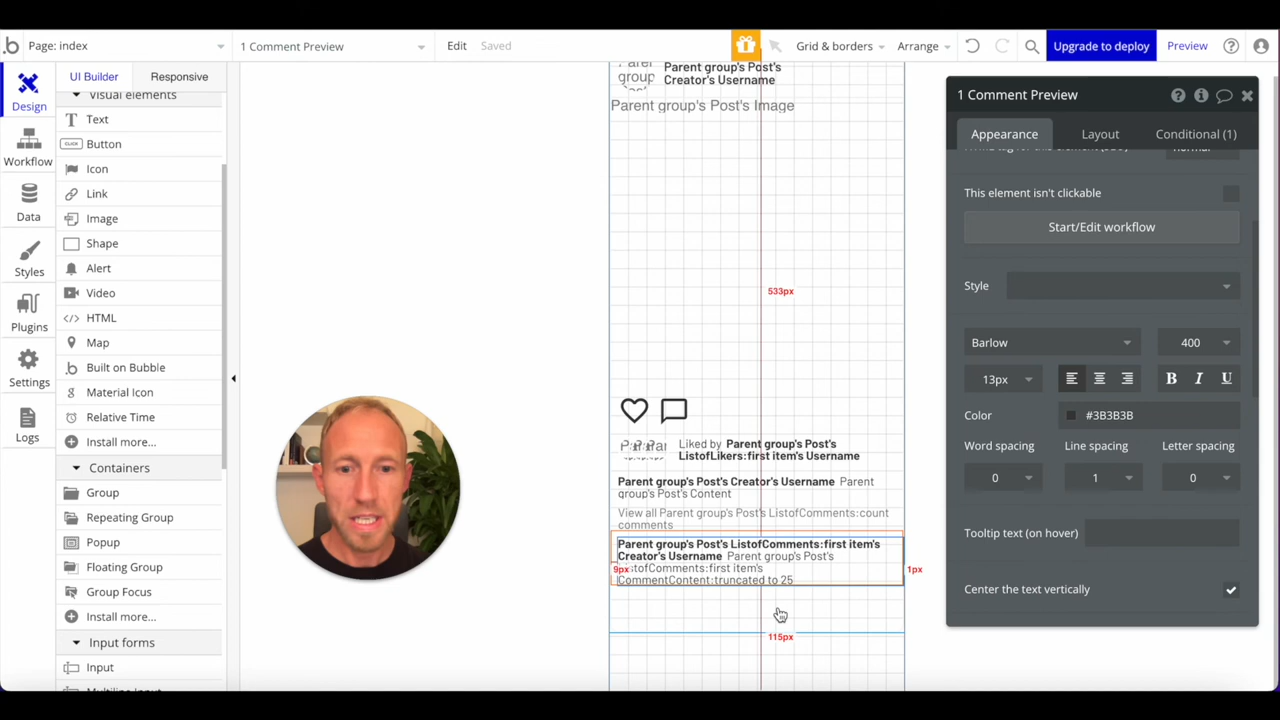 Page: index
1 Comment Preview
Edit
Saved
Grid & borders
Arrange
Upgrade to deploy
Preview
UI Builder
Responsive
Design
Workflow
Data
Styles
Plugins
Settings
Logs
Visual elements
Text
CLICK
Button
Icon
Link
Image
Shape
Alert
Video
HTML
Map
Built on Bubble
Material Icon
Relative Time
Install more...
Containers
Group
Repeating Group
Popup
Floating Group
Group Focus
Install more...
Input forms
Input
group
Parent group's Post's
Creator's Username
Parent group's Post's Image
533px
Liked by Parent group's Post's
ListofLikers:first item's Username
Parent group's Post's Creator's Username Parent
group's Post's Content
View all Parent group's Post's ListofComments:count
comments
Parent group's Post's ListofComments:first item's
Creator's Username Parent group's Post's
ListofComments:first item's
CommentContent:truncated to 25
9px
1px
115px
1 Comment Preview
Appearance
Layout
Conditional (1)
This element isn't clickable
Start/Edit workflow
Style
Barlow
400
13px
B I U
Color
#3B3B3B
Word spacing
Line spacing
Letter spacing
0
1
0
Tooltip text (on hover)
Center the text vertically